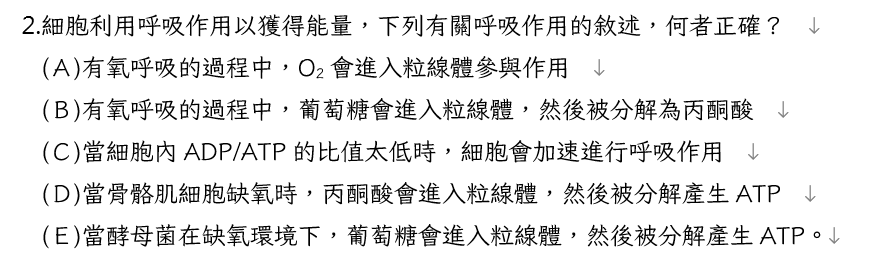 2.細胞利用呼吸作用以獲得能量，下列有關呼吸作用的敘述，何者正確？ ↓
(A)有氧呼吸的過程中，O₂ 會進入粒線體參與作用 ↓
(B)有氧呼吸的過程中，葡萄糖會進入粒線體，然後被分解為丙酮酸 ↓
(C)當細胞內 ADP/ATP 的比值太低時，細胞會加速進行呼吸作用 ↓
(D)當骨骼肌細胞缺氧時，丙酮酸會進入粒線體，然後被分解產生 ATP ↓
(E)當酵母菌在缺氧環境下，葡萄糖會進入粒線體，然後被分解產生 ATP。↓